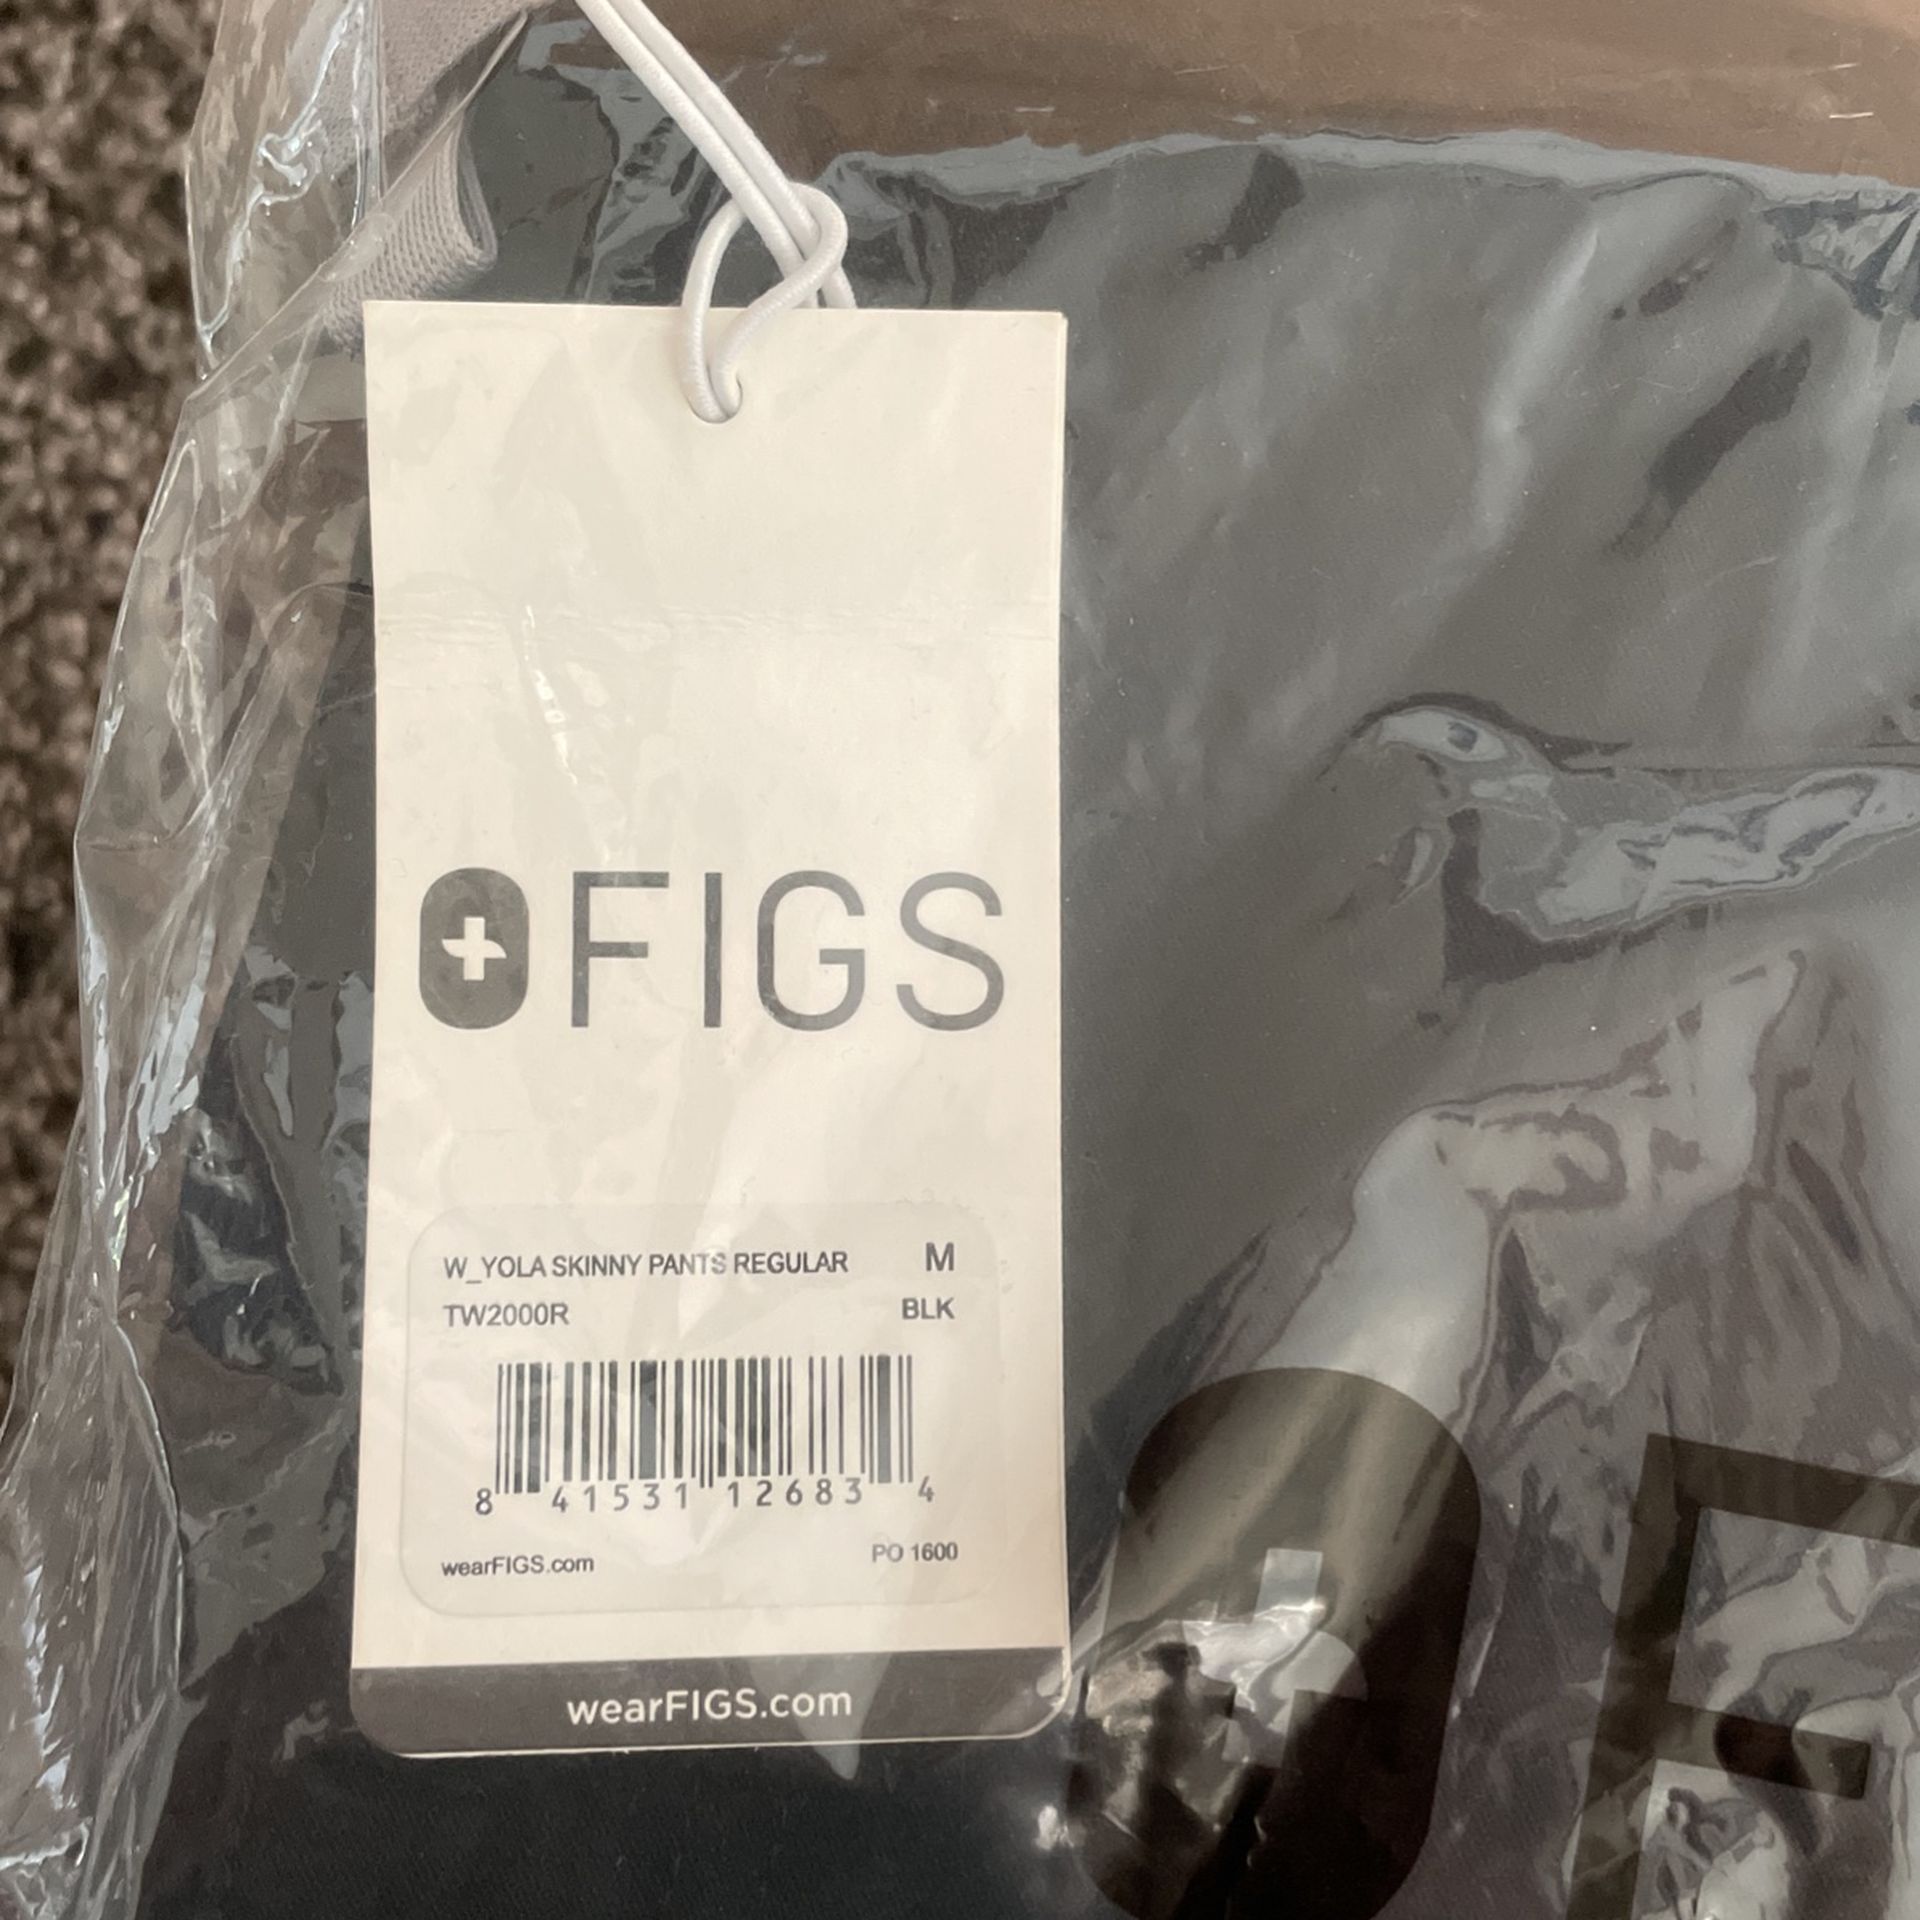 FIGS
W_YOLA SKINNY PANTS REGULAR M
TW2000R BLK
8 41531 12683 4
wearFIGS.com PO 1600
wearFIGS.com
F